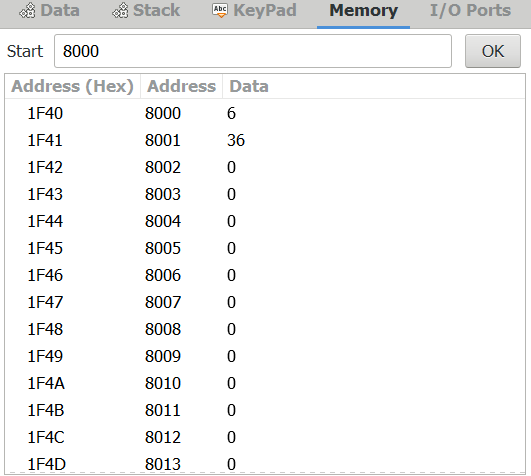 Data Stack Abc KeyPad Memory I/O Ports
Start 8000 OK
Address (Hex) Address Data
1F40 8000 6
1F41 8001 36
1F42 8002 0
1F43 8003 0
1F44 8004 0
1F45 8005 0
1F46 8006 0
1F47 8007 0
1F48 8008 0
1F49 8009 0
1F4A 8010 0
1F4B 8011 0
1F4C 8012 0
1F4D 8013 0